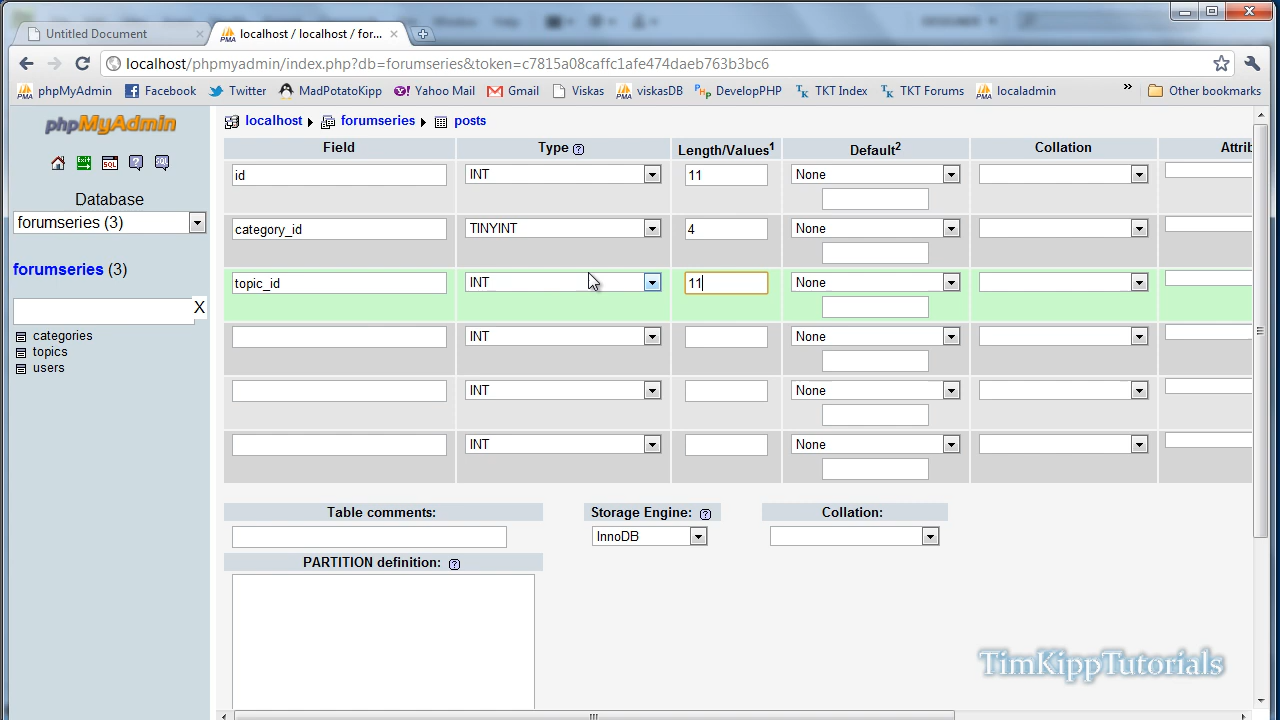 Untitled Document
localhost / localhost / for...
localhost/phpmyadmin/index.php?db=forumseries&token=c7815a08caffc1afe474daeb763b3bc6
phpMyAdmin Facebook Twitter MadPotatoKipp Yahoo Mail Gmail Viskas viskasDB DevelopPHP TKT Index TKT Forums localadmin » Other bookmarks
phpMyAdmin
Database
forumseries (3)
forumseries (3)
X
categories
topics
users
localhost forumseries posts
Field Type Length/Values1 Default2 Collation Attrib
id INT 11 None
category_id TINYINT 4 None
topic_id INT 11 None
INT None
INT None
INT None
Table comments: Storage Engine: Collation:
InnoDB
PARTITION definition:
TimKippTutorials